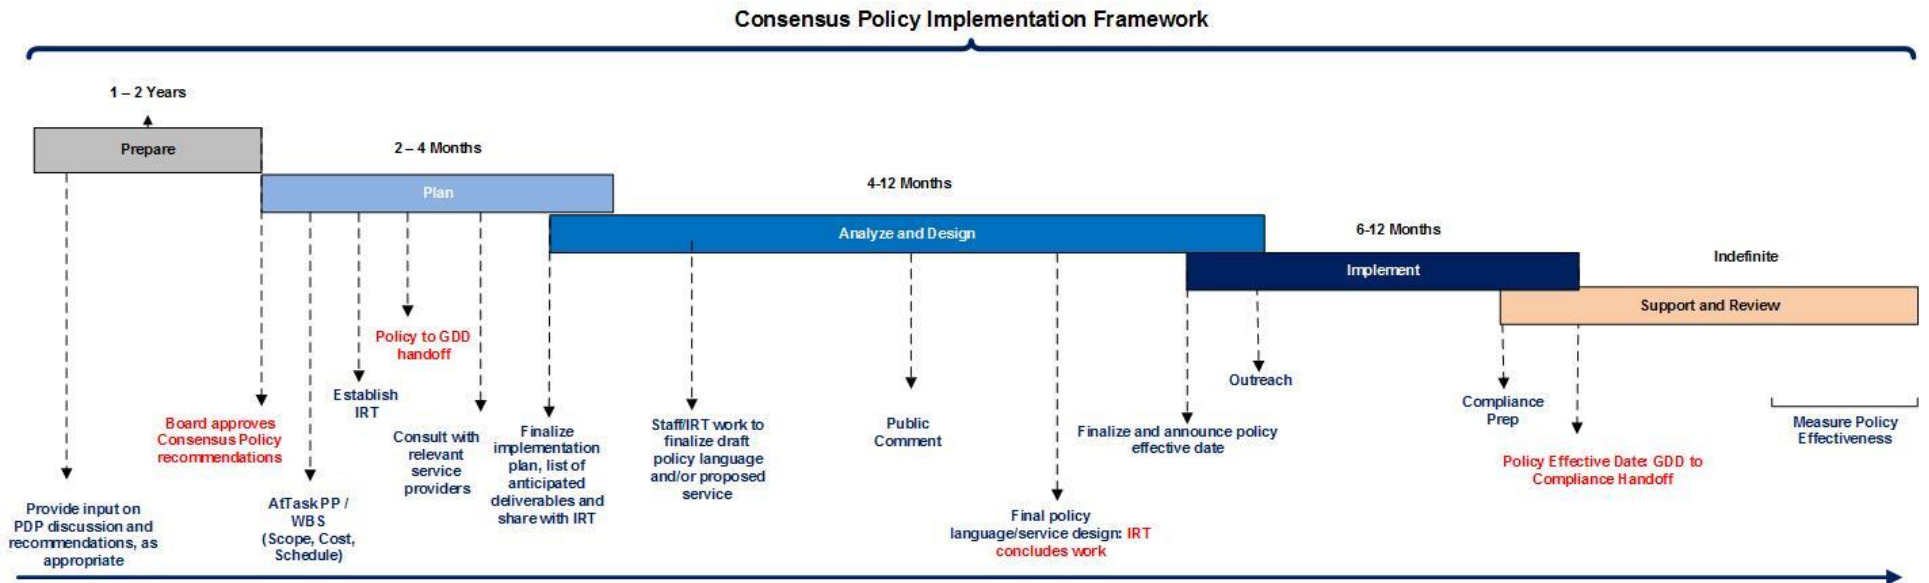 Consensus Policy Implementation Framework
1 – 2 Years
Prepare
2 – 4 Months
Plan
4-12 Months
Analyze and Design
6-12 Months
Implement
Indefinite
Support and Review
Provide input on
PDP discussion and
recommendations, as
appropriate
Board approves
Consensus Policy
recommendations
AtTaskPP /
WBS
(Scope, Cost,
Schedule)
Establish
IRT
Policy to GDD
handoff
Consult with
relevant
service
providers
Finalize
implementation
plan, list of
anticipated
deliverables and
share with IRT
Staff/IRT work to
finalize draft
policy language
and/or proposed
service
Public
Comment
Final policy
language/service design: IRT
concludes work
Finalize and announce policy
effective date
Outreach
Compliance
Prep
Policy Effective Date: GDD to
Compliance Handoff
Measure Policy
Effectiveness